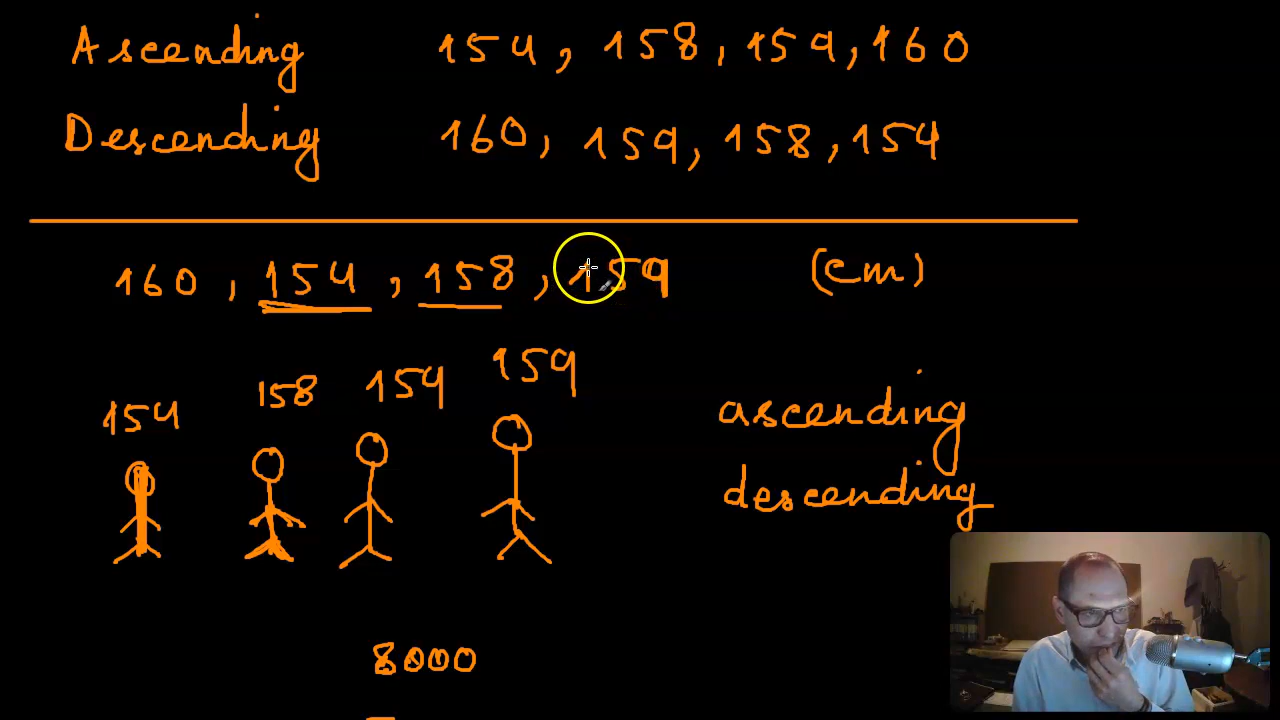 Ascending 154, 158, 159, 160
Descending 160, 159, 158, 154
160, 154, 158, 159 (cm)
154 158 159 159
ascending
descending
8000